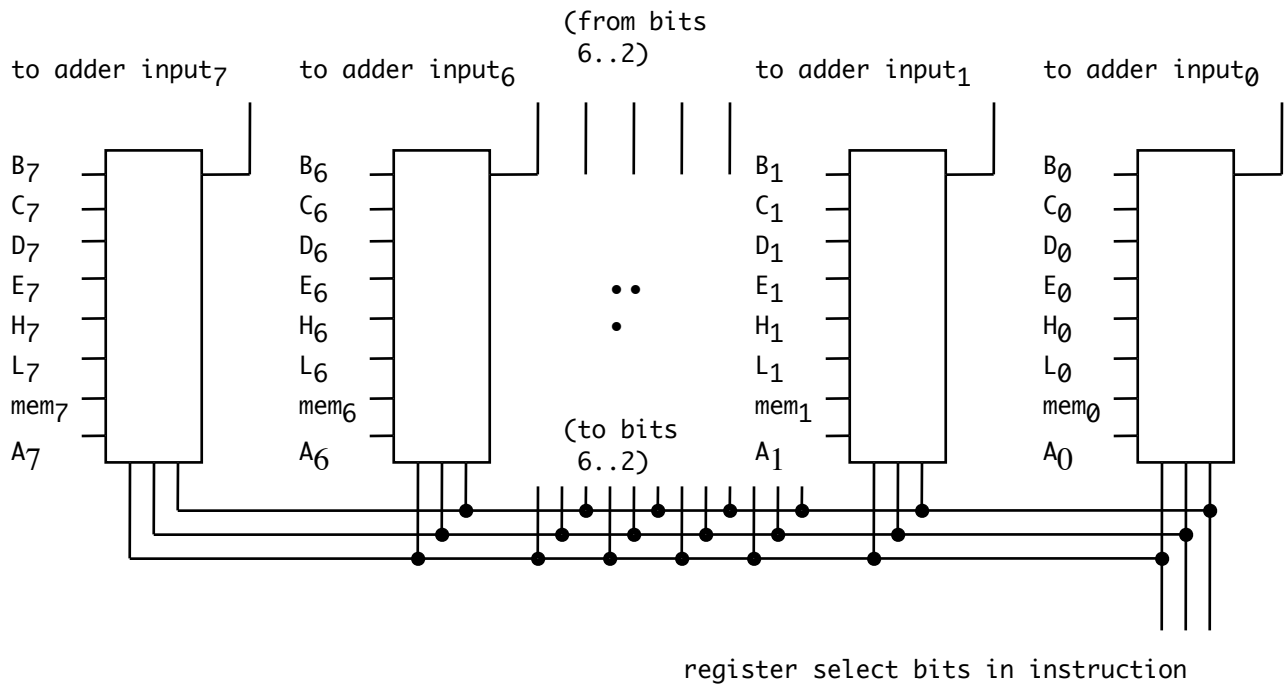 (from bits
6..2)
to adder input7
to adder input6
to adder input1
to adder input0
B7
C7
D7
E7
H7
L7
mem7
A7
B6
C6
D6
E6
H6
L6
mem6
A6
(to bits
6..2)
B1
C1
D1
E1
H1
L1
mem1
A1
B0
C0
D0
E0
H0
L0
mem0
A0
register select bits in instruction